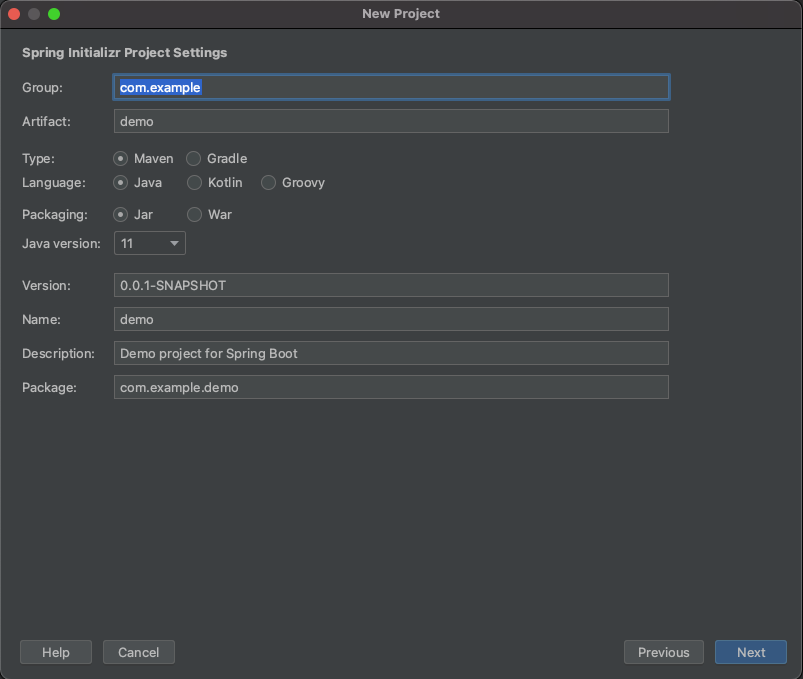 New Project
Spring Initializr Project Settings
Group: com.example
Artifact: demo
Type: Maven Gradle
Language: Java Kotlin Groovy
Packaging: Jar War
Java version: 11
Version: 0.0.1-SNAPSHOT
Name: demo
Description: Demo project for Spring Boot
Package: com.example.demo
Help Cancel Previous Next